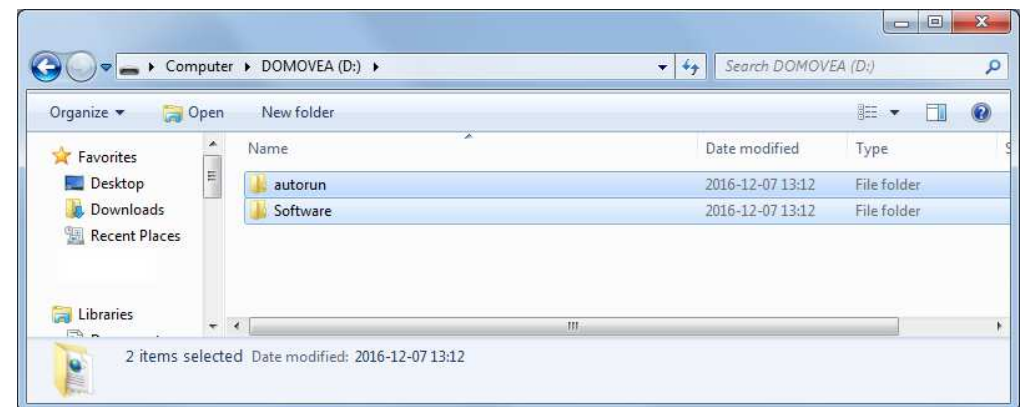 Computer DOMOVEA (D:) Search DOMOVEA (D:)
Organize Open New folder
Name Date modified Type
Favorites
Desktop
Downloads
Recent Places
Libraries
autorun 2016-12-07 13:12 File folder
Software 2016-12-07 13:12 File folder
2 items selected Date modified: 2016-12-07 13:12